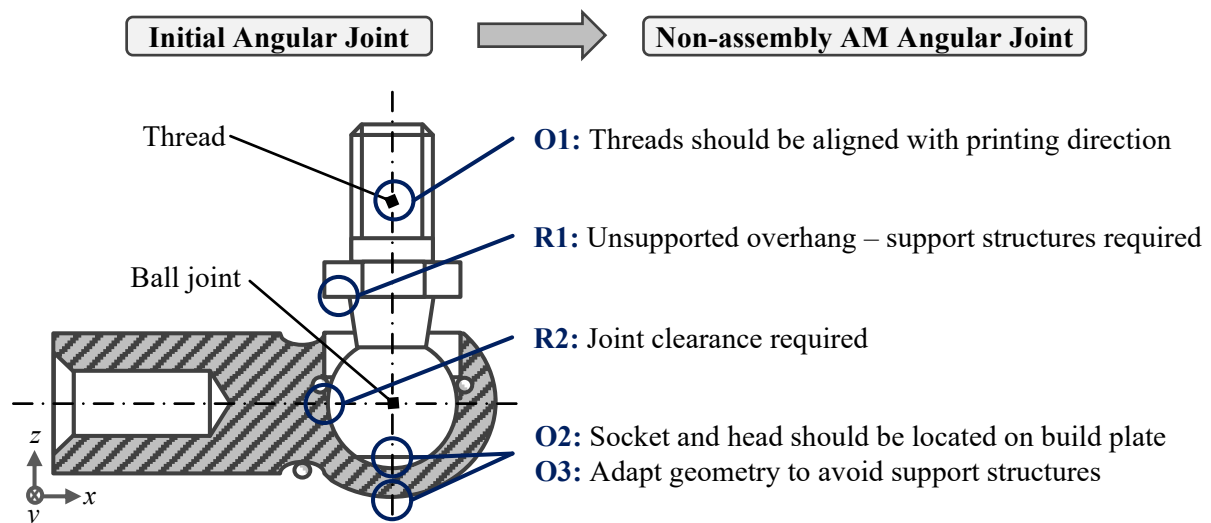 Initial Angular Joint
Non-assembly AM Angular Joint
Thread
O1: Threads should be aligned with printing direction
R1: Unsupported overhang – support structures required
Ball joint
R2: Joint clearance required
O2: Socket and head should be located on build plate
O3: Adapt geometry to avoid support structures
z
x
y